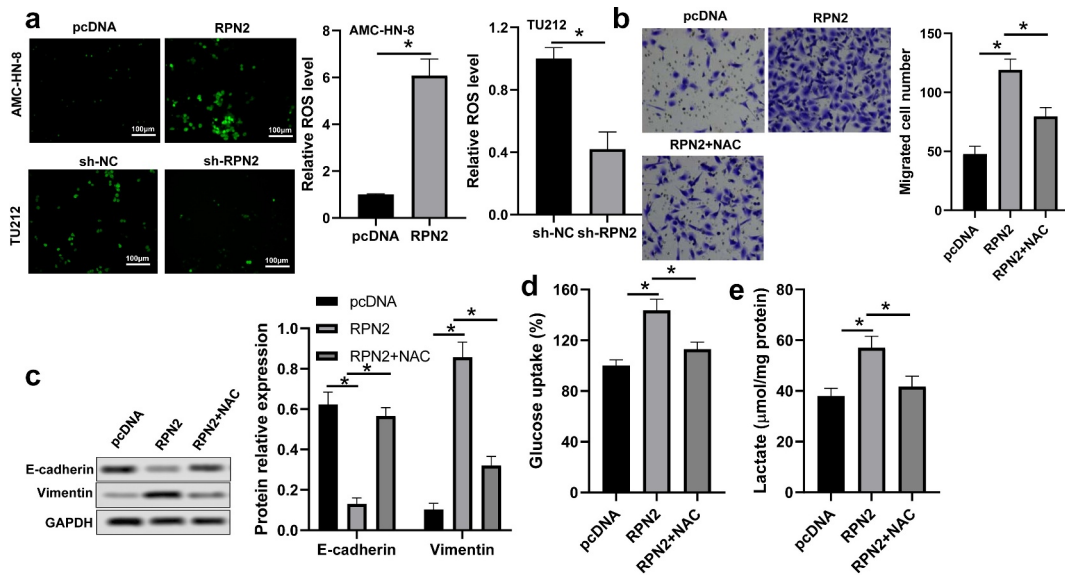 a
pcDNA
RPN2
AMC-HN-8
100μm
100μm
sh-NC
sh-RPN2
TU212
100μm
100μm
AMC-HN-8
*
Relative ROS level
8
6
4
2
0
pcDNA
RPN2
TU212
*
Relative ROS level
1.2
0.8
0.4
0.0
sh-NC sh-RPN2
b
pcDNA
RPN2
RPN2+NAC
* *
Migrated cell number
150
100
50
0
pcDNA
RPN2
RPN2+NAC
c
pcDNA
RPN2
RPN2+NAC
E-cadherin
Vimentin
GAPDH
pcDNA
RPN2
RPN2+NAC
* *
* *
Protein relative expression
1.0
0.8
0.6
0.4
0.2
0.0
E-cadherin
Vimentin
d
* *
Glucose uptake (%)
160
120
80
40
0
pcDNA
RPN2
RPN2+NAC
e
* *
Lactate (μmol/mg protein)
80
60
40
20
0
pcDNA
RPN2
RPN2+NAC